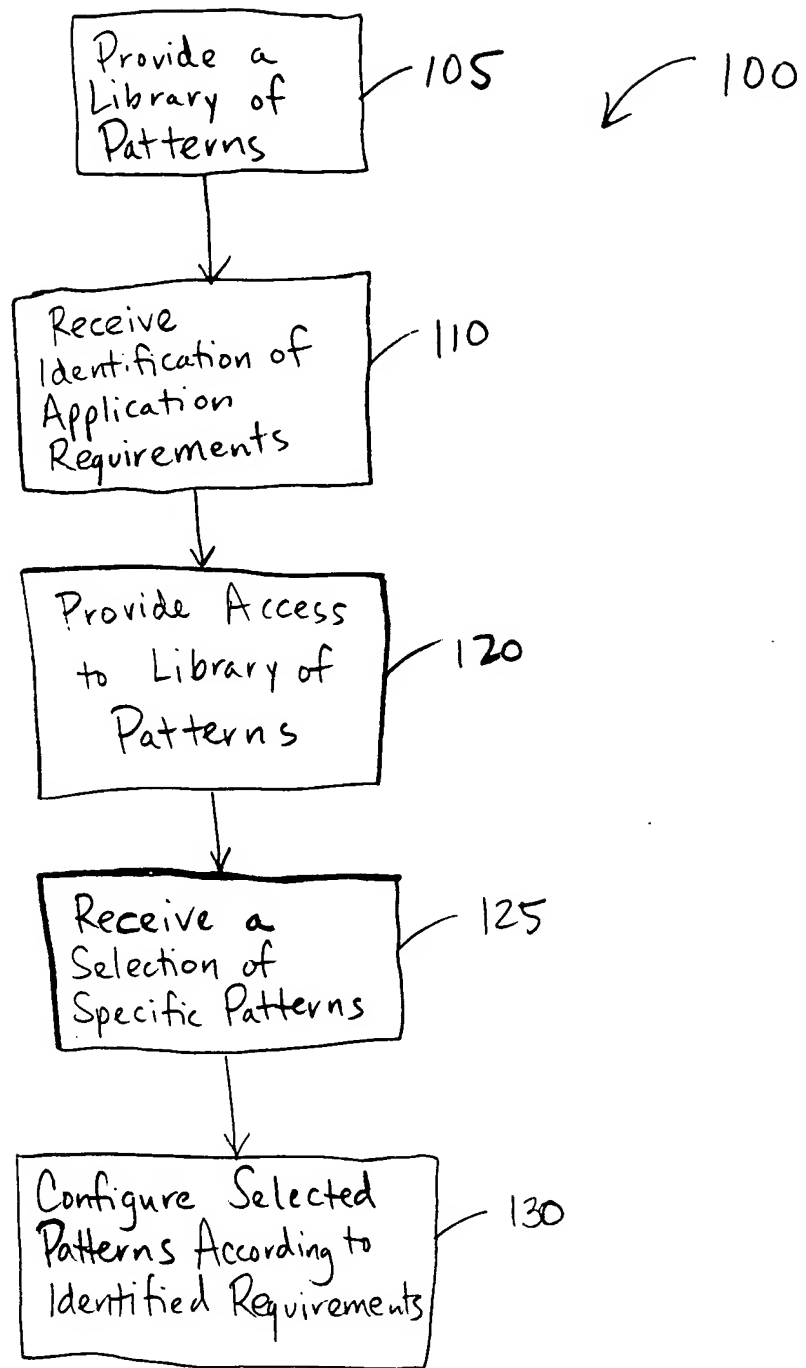 Provide a
Library of
Patterns
105
100
Receive
Identification of
Application
Requirements
110
Provide Access
to Library of
Patterns
120
Receive a
Selection of
Specific Patterns
125
Configure Selected
Patterns According to
Identified Requirements
130